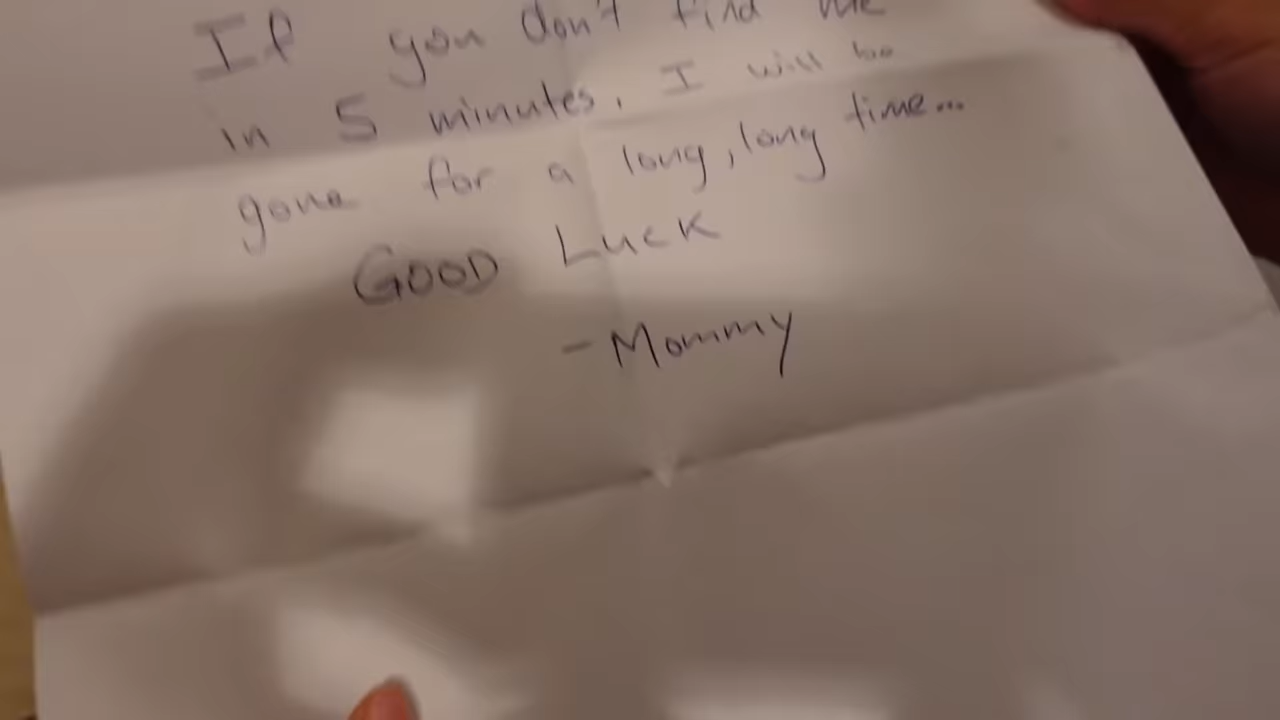 If you don't find me
in 5 minutes, I will be
gone for a long, long time...
GOOD LUCK
- Mommy